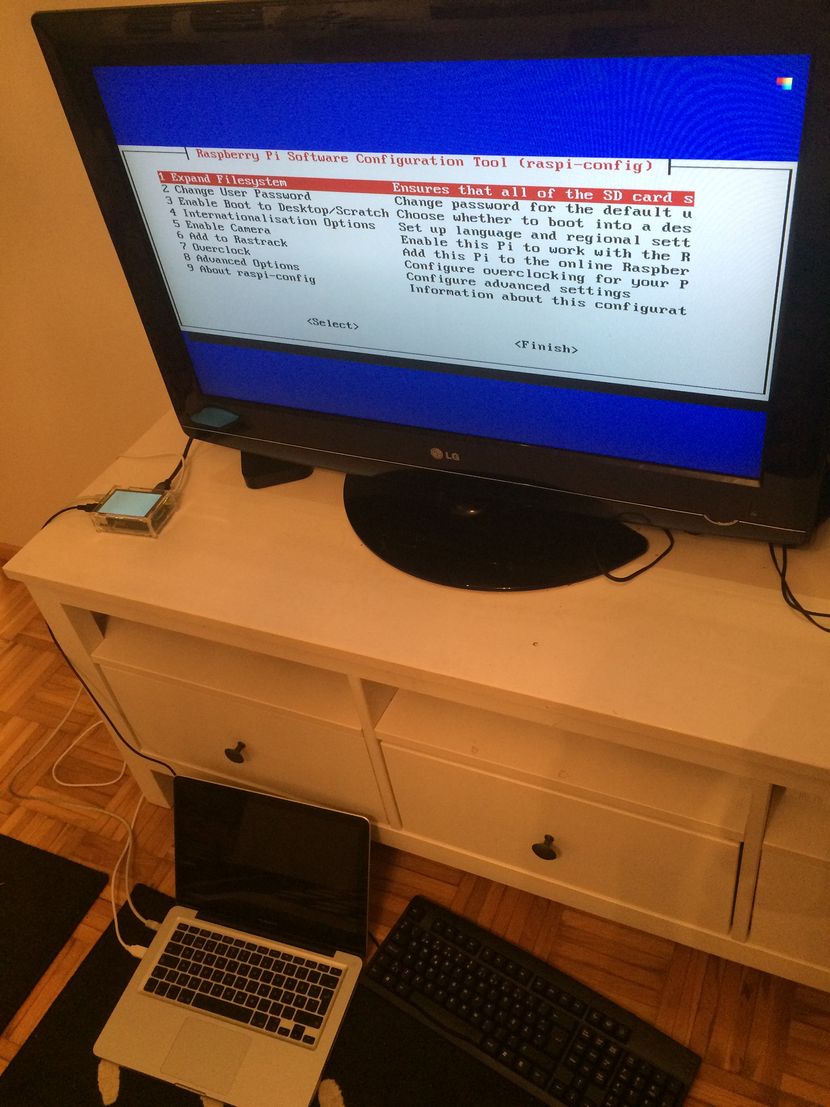 Raspberry Pi Software Configuration Tool (raspi-config)
1 Expand Filesystem Ensures that all of the SD card s
2 Change User Password Change password for the default u
3 Enable Boot to Desktop/Scratch Choose whether to boot into a des
4 Internationalisation Options Set up language and regional sett
5 Enable Camera Enable this Pi to work with the R
6 Add to Rastrack Add this Pi to the online Raspber
7 Overclock Configure overclocking for your P
8 Advanced Options Configure advanced settings
9 About raspi-config Information about this configurat
<Select> <Finish>
LG